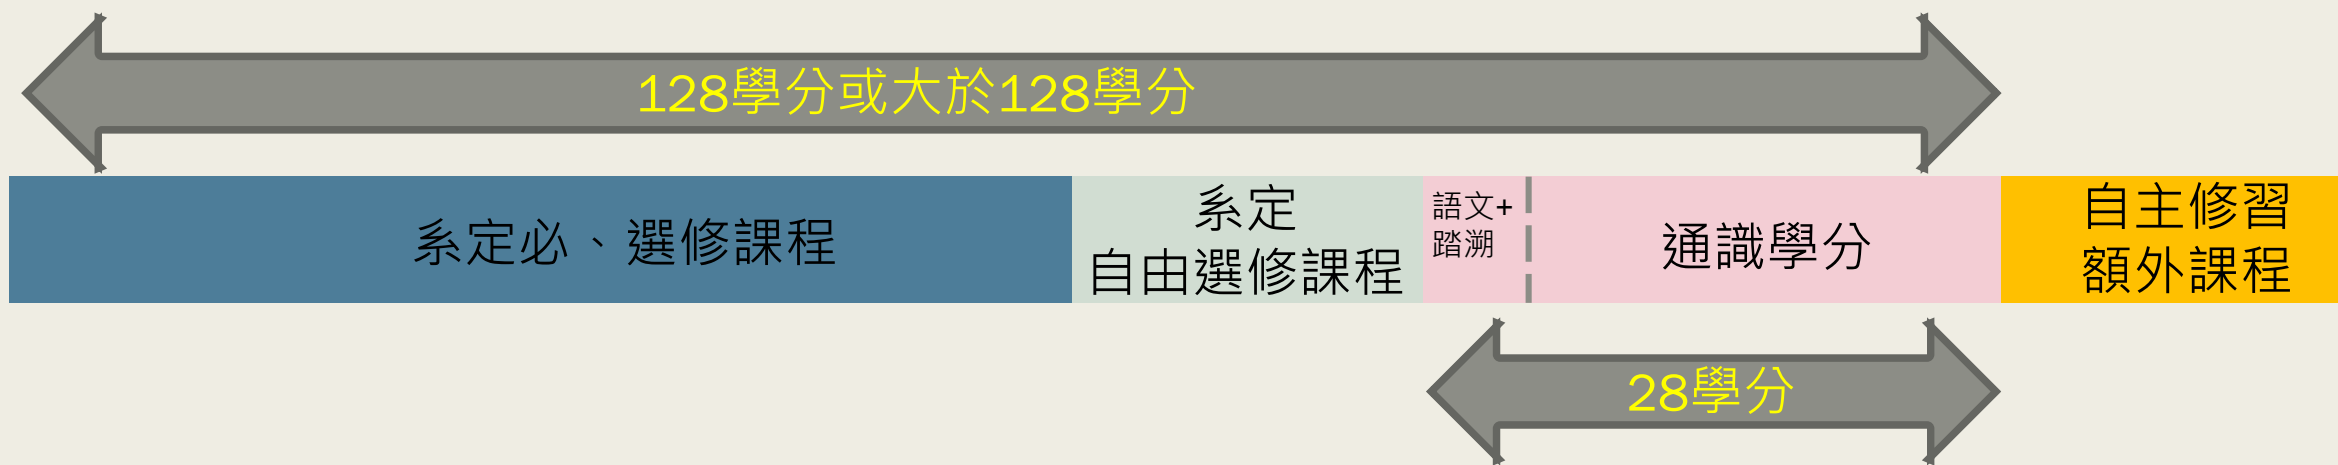 128學分或大於128學分
系定必、選修課程
系定
自由選修課程
語文+
踏溯
通識學分
自主修習
額外課程
28學分